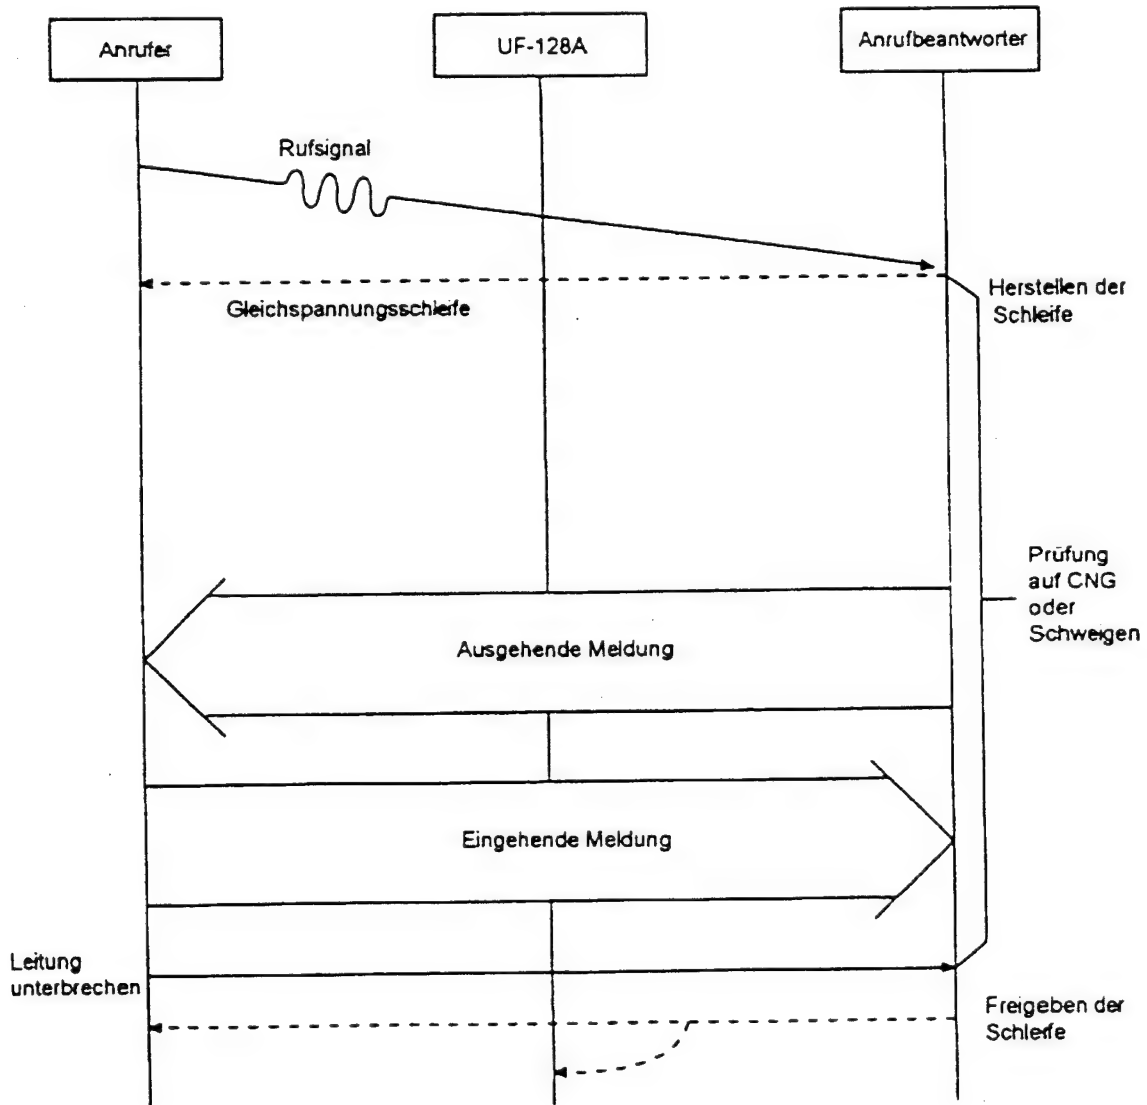 Anrufer
UF-128A
Anrufbeantworter
Rufsignal
Gleichspannungsschleife
Herstellen der
Schleife
Prüfung
auf CNG
oder
Schweigen
Ausgehende Meldung
Eingehende Meldung
Leitung
unterbrechen
Freigeben der
Schleife